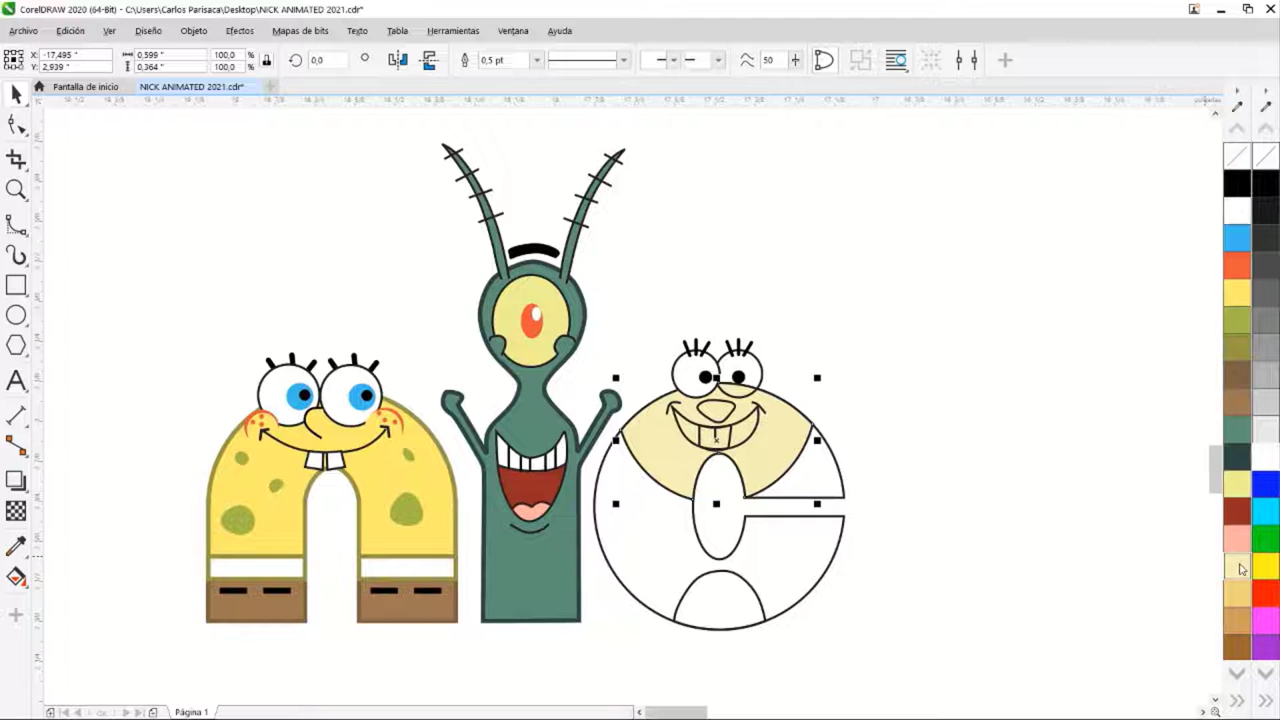 CorelDRAW 2020 (64-Bit) - C:\Users\Carlos Parisaca\Desktop\NICK ANIMATED 2021.cdr*
Archivo Edición Ver Diseño Objeto Efectos Mapas de bits Texto Tabla Herramientas Ventana Ayuda
X: -17,495 " 0,599 " 100,0 % 0,0 0,5 pt 50
Y: 2,939 " 0,364 " 100,0 %
Pantalla de inicio NICK ANIMATED 2021.cdr*
Página 1